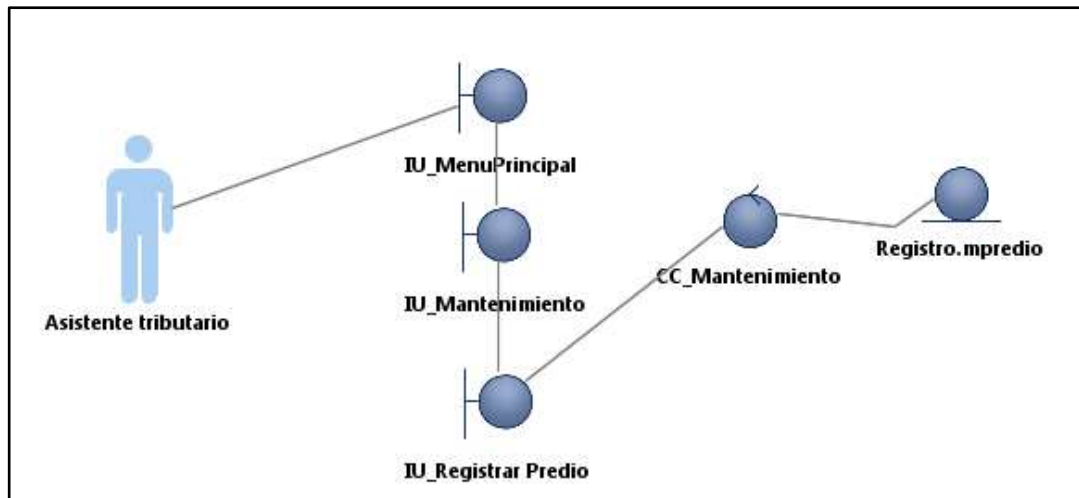 IU_MenuPrincipal
Registro.mpredio
CC_Mantenimiento
IU_Mantenimiento
Asistente tributario
IU_Registrar Predio